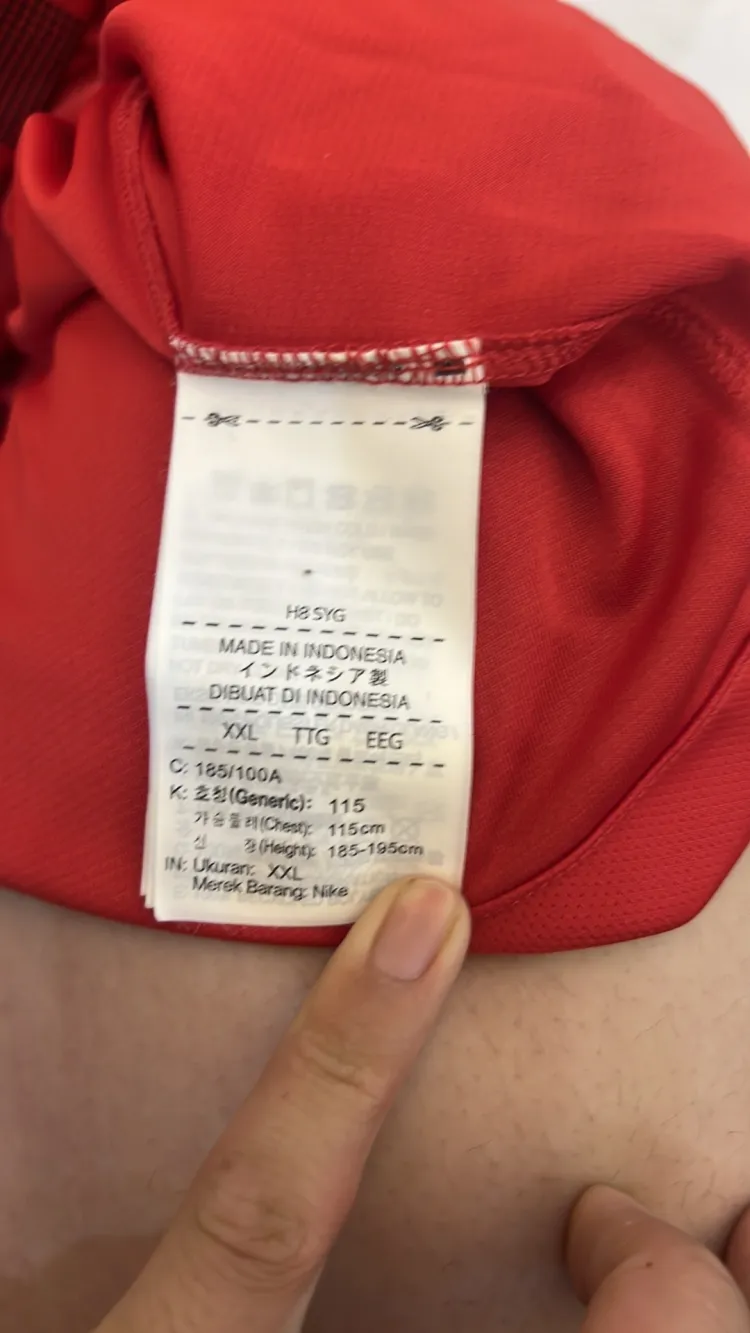 H8SYG
MADE IN INDONESIA
インドネシア製
DIBUAT DI INDONESIA
XXL TTG EEG
C: 185/100A
K: 호칭(Generic): 115
가슴둘레(Chest): 115cm
신 장(Height): 185-195cm
IN: Ukuran: XXL
Merek Barang: Nike